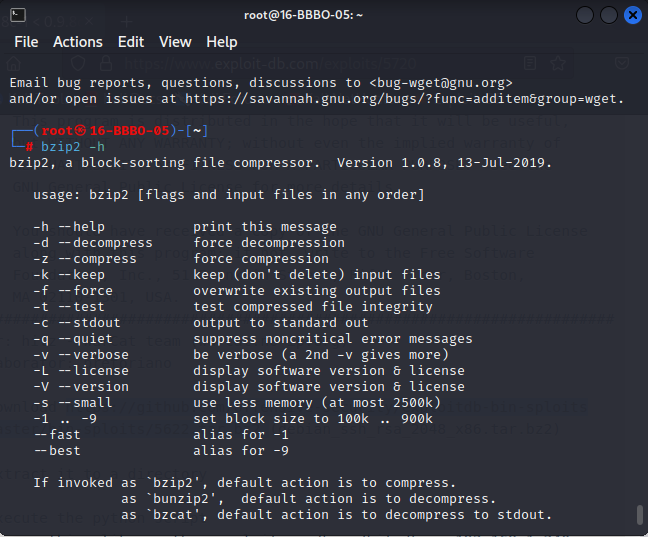 root@16-BBBO-05: ~
File Actions Edit View Help
Email bug reports, questions, discussions to <bug-wget@gnu.org>
and/or open issues at https://savannah.gnu.org/bugs/?func=additem&group=wget.
┌──(root㉿16-BBBO-05)-[~]
└─# bzip2 -h
bzip2, a block-sorting file compressor.  Version 1.0.8, 13-Jul-2019.
usage: bzip2 [flags and input files in any order]
-h --help           print this message
-d --decompress     force decompression
-z --compress       force compression
-k --keep           keep (don't delete) input files
-f --force          overwrite existing output files
-t --test           test compressed file integrity
-c --stdout         output to standard out
-q --quiet          suppress noncritical error messages
-v --verbose        be verbose (a 2nd -v gives more)
-L --license        display software version & license
-V --version        display software version & license
-s --small          use less memory (at most 2500k)
-1 .. -9            set block size to 100k .. 900k
--fast              alias for -1
--best              alias for -9
If invoked as `bzip2', default action is to compress.
as `bunzip2',  default action is to decompress.
as `bzcat', default action is to decompress to stdout.